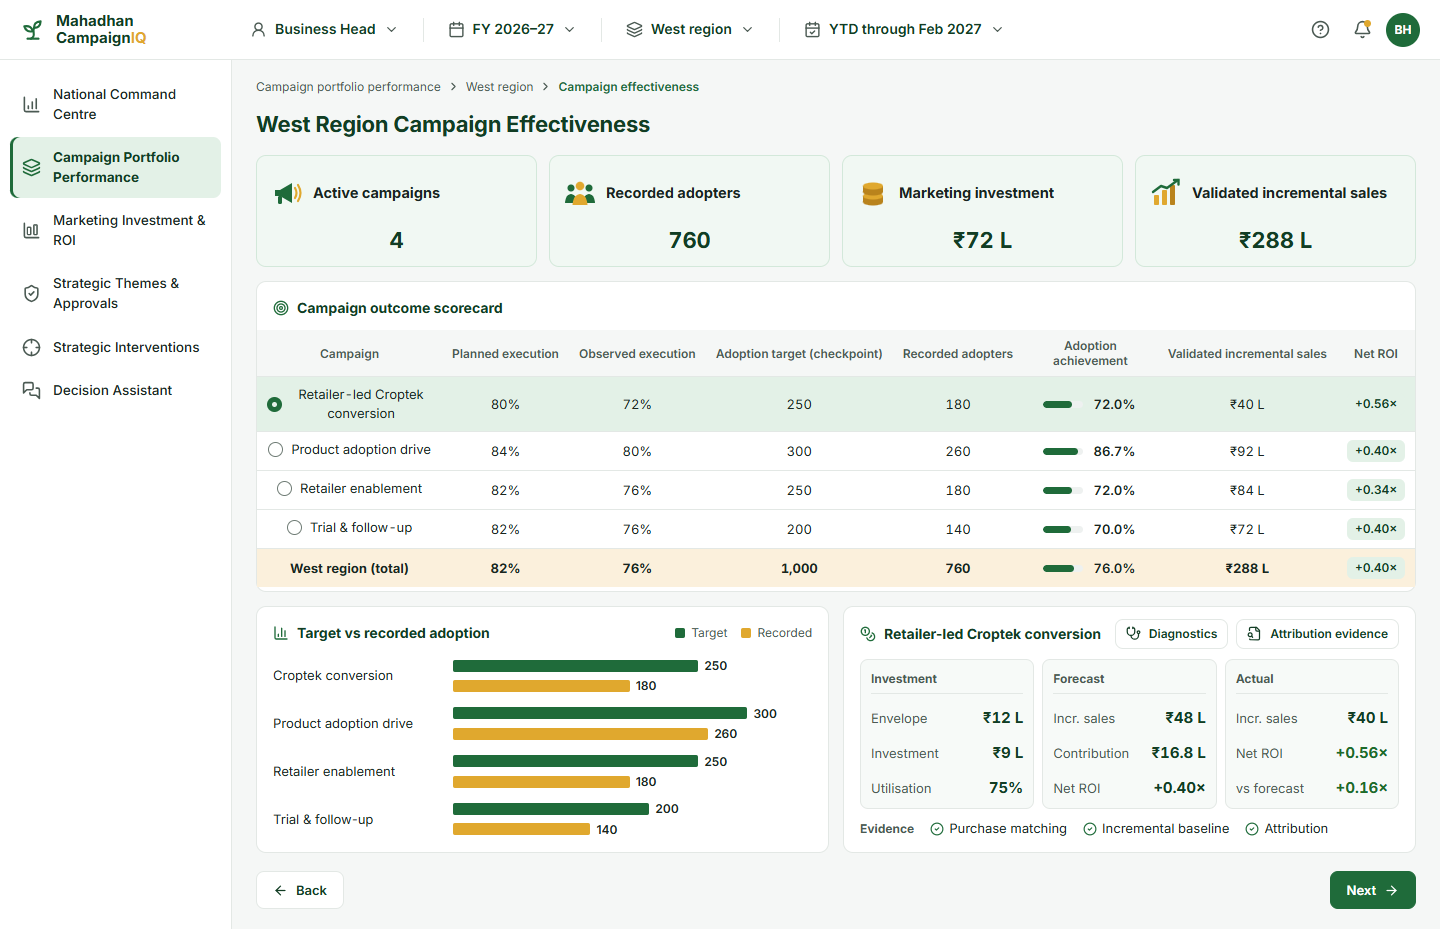 Mahadhan
CampaignIQ
Business Head
FY 2026–27
West region
YTD through Feb 2027
BH
National Command
Centre
Campaign Portfolio
Performance
Marketing Investment &
ROI
Strategic Themes &
Approvals
Strategic Interventions
Decision Assistant
Campaign portfolio performance > West region > Campaign effectiveness
West Region Campaign Effectiveness
Active campaigns
4
Recorded adopters
760
Marketing investment
₹72 L
Validated incremental sales
₹288 L
Campaign outcome scorecard
Campaign Planned execution Observed execution Adoption target (checkpoint) Recorded adopters Adoption achievement Validated incremental sales Net ROI
Retailer-led Croptek conversion 80% 72% 250 180 72.0% ₹40 L +0.56×
Product adoption drive 84% 80% 300 260 86.7% ₹92 L +0.40×
Retailer enablement 82% 76% 250 180 72.0% ₹84 L +0.34×
Trial & follow-up 82% 76% 200 140 70.0% ₹72 L +0.40×
West region (total) 82% 76% 1,000 760 76.0% ₹288 L +0.40×
Target vs recorded adoption
Target Recorded
Croptek conversion 250
180
Product adoption drive 300
260
Retailer enablement 250
180
Trial & follow-up 200
140
Retailer-led Croptek conversion Diagnostics Attribution evidence
Investment
Envelope ₹12 L
Investment ₹9 L
Utilisation 75%
Forecast
Incr. sales ₹48 L
Contribution ₹16.8 L
Net ROI +0.40×
Actual
Incr. sales ₹40 L
Net ROI +0.56×
vs forecast +0.16×
Evidence Purchase matching Incremental baseline Attribution
Back
Next